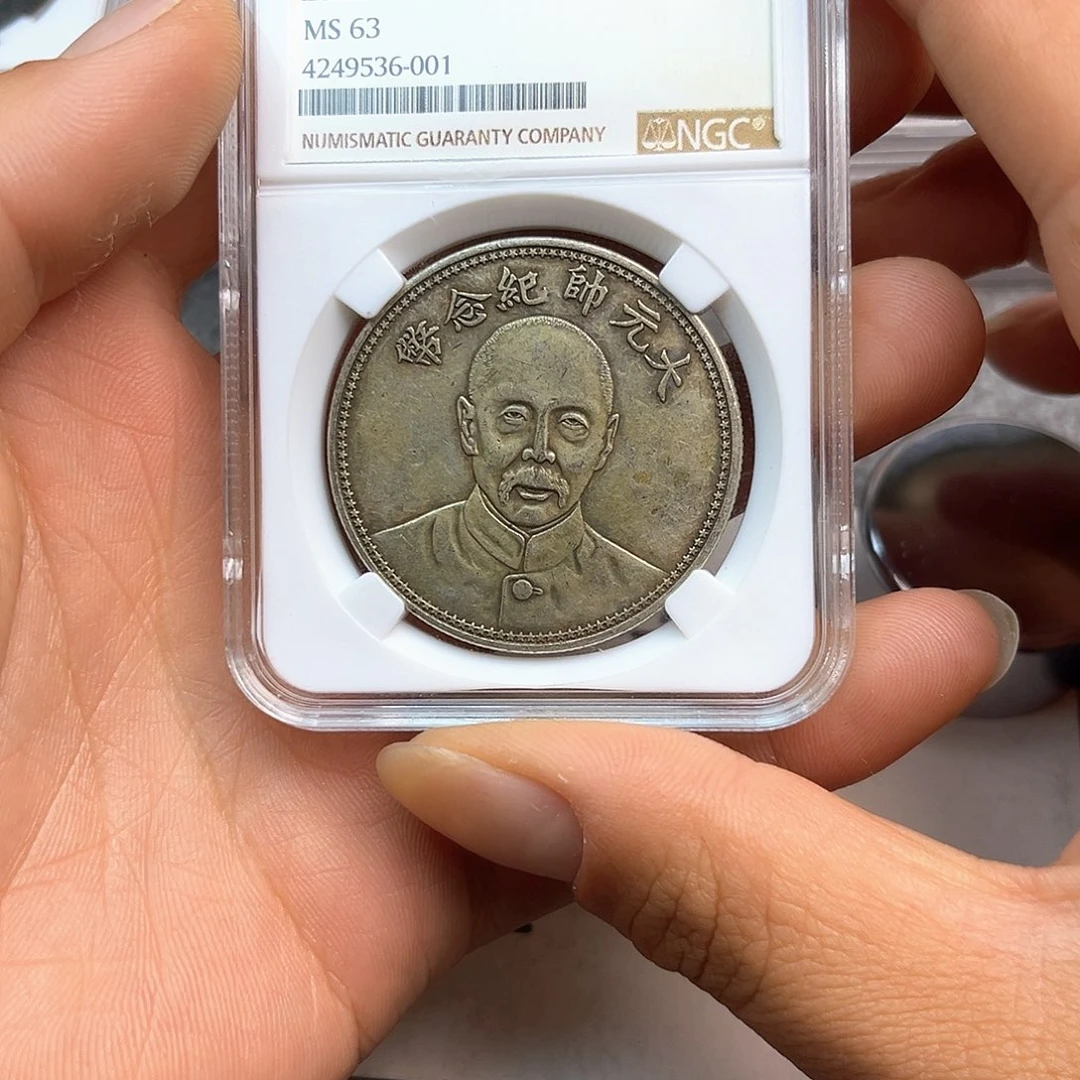 MS 63
4249536-001
NUMISMATIC GUARANTY COMPANY
NGC®
大元帥紀念幣